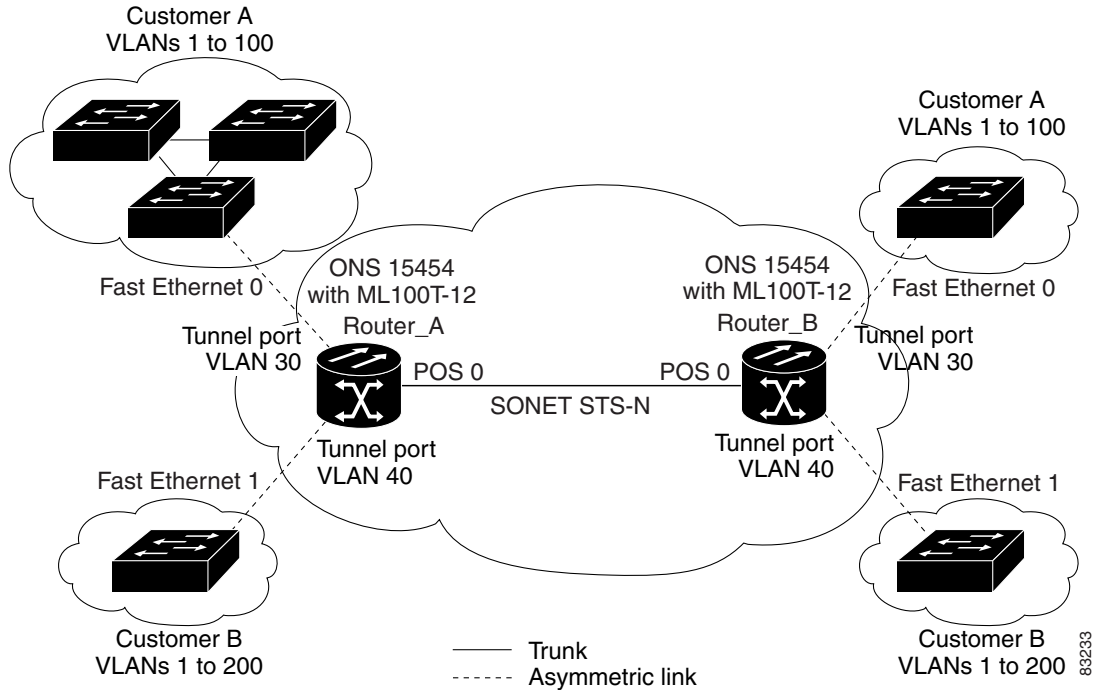 Customer A
VLANs 1 to 100
Customer A
VLANs 1 to 100
Fast Ethernet 0
ONS 15454
with ML100T-12
Router_A
ONS 15454
with ML100T-12
Router_B
Fast Ethernet 0
Tunnel port
VLAN 30
Tunnel port
VLAN 30
POS 0
POS 0
SONET STS-N
Tunnel port
VLAN 40
Tunnel port
VLAN 40
Fast Ethernet 1
Fast Ethernet 1
Customer B
VLANs 1 to 200
Customer B
VLANs 1 to 200
Trunk
Asymmetric link
83233